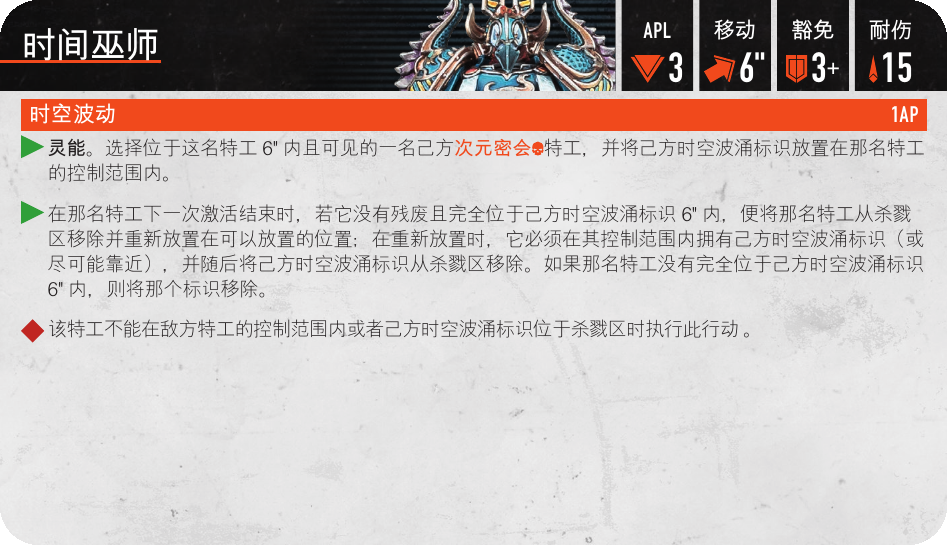 时间巫师
APL
3
移动
6"
豁免
3+
耐伤
15
时空波动
1AP
灵能。选择位于这名特工 6" 内且可见的一名己方次元密会特工，并将己方时空波涌标识放置在那名特工
的控制范围内。
在那名特工下一次激活结束时，若它没有残废且完全位于己方时空波涌标识 6" 内，便将那名特工从杀戮
区移除并重新放置在可以放置的位置；在重新放置时，它必须在其控制范围内拥有己方时空波涌标识（或
尽可能靠近），并随后将己方时空波涌标识从杀戮区移除。如果那名特工没有完全位于己方时空波涌标识
6" 内，则将那个标识移除。
该特工不能在敌方特工的控制范围内或者己方时空波涌标识位于杀戮区时执行此行动。